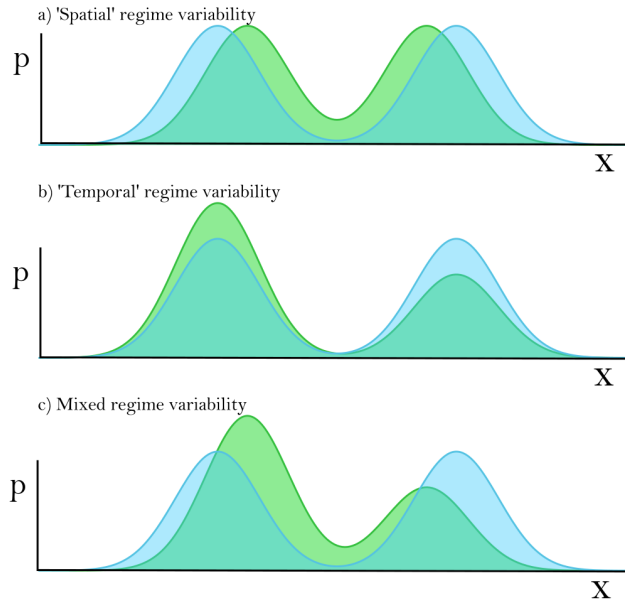 a) 'Spatial' regime variability
p
x
b) 'Temporal' regime variability
p
x
c) Mixed regime variability
p
x